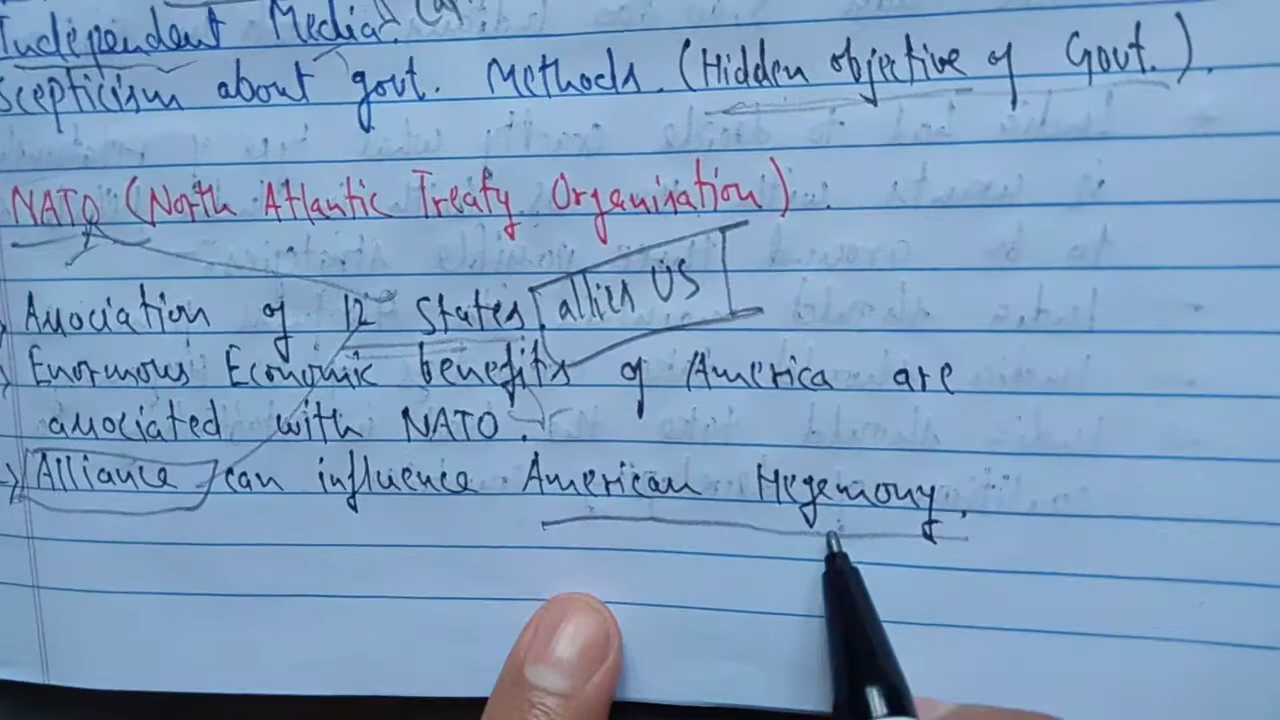 Independent Media.
Scepticism about govt. Methods. (Hidden objective of Govt.).
NATO (North Atlantic Treaty Organisation).
Association of 12 States allies US
Enormous Economic benefits of America are
associated with NATO.
Alliance can influence American Hegemony.